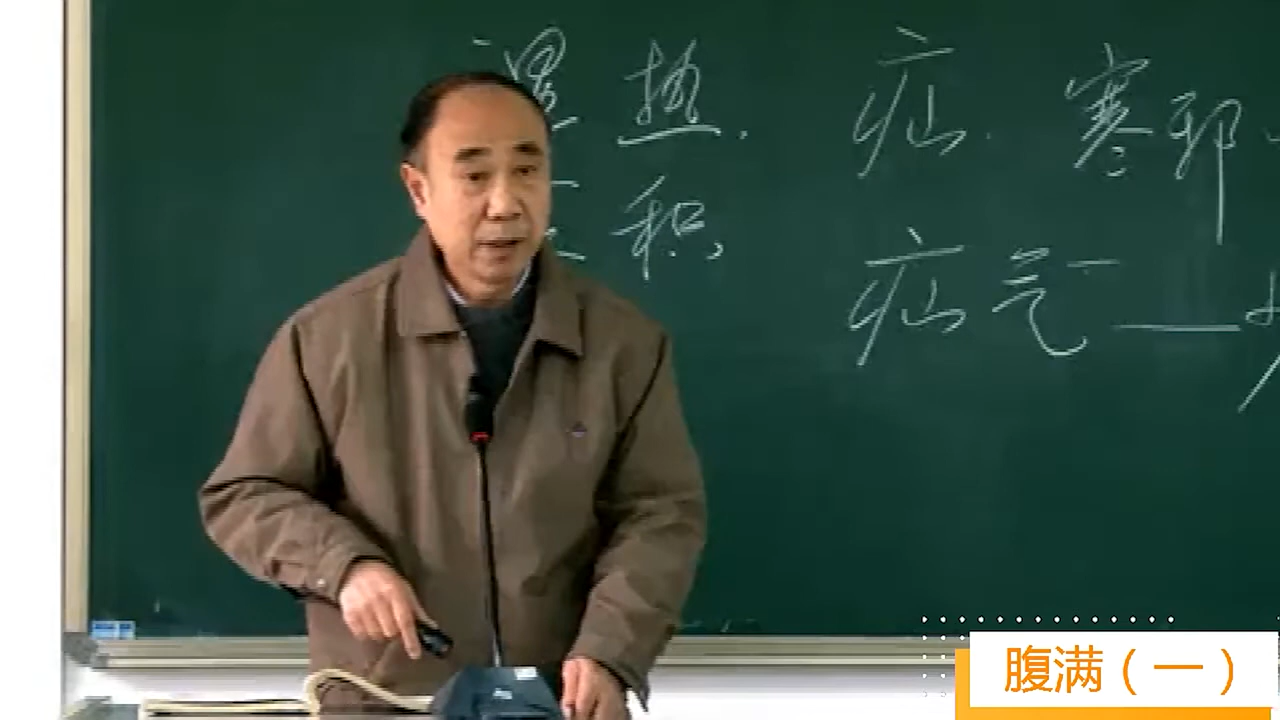 湿热. 疝. 寒邪
积, 疝气——
腹满（一）